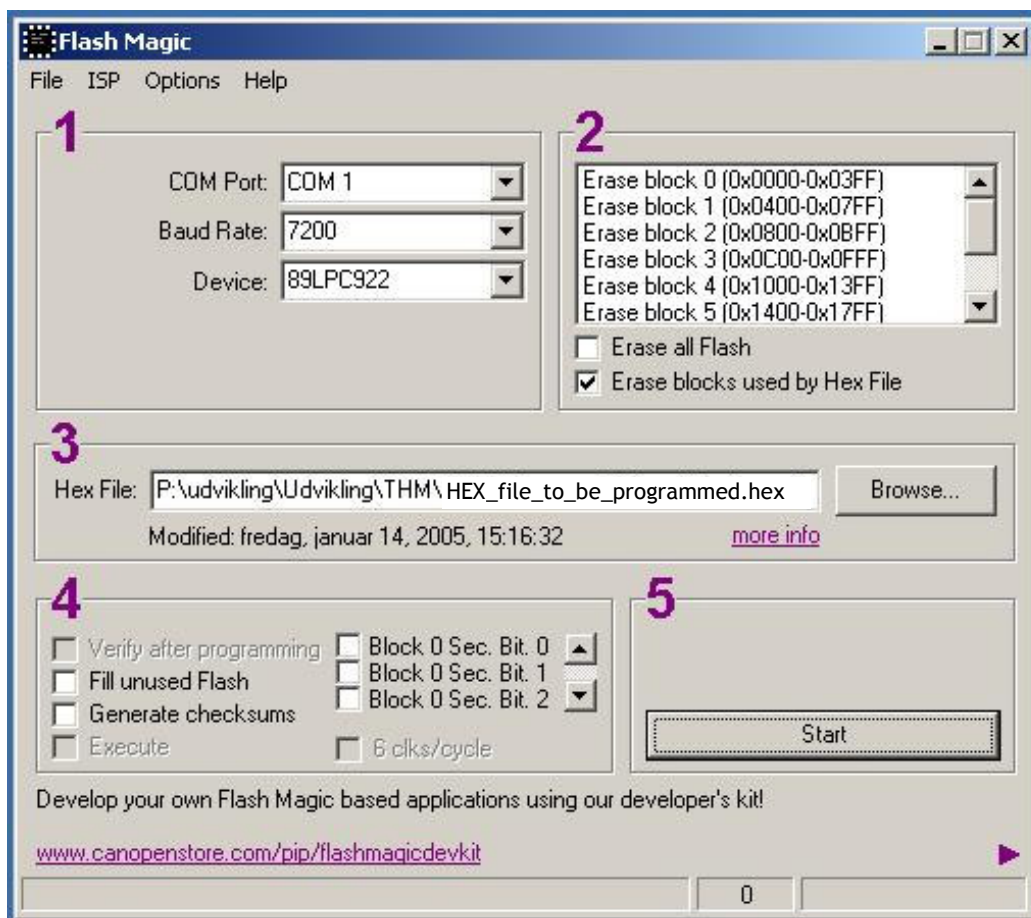 Flash Magic
File ISP Options Help
1
COM Port: COM 1
Baud Rate: 7200
Device: 89LPC922
2
Erase block 0 (0x0000-0x03FF)
Erase block 1 (0x0400-0x07FF)
Erase block 2 (0x0800-0x0BFF)
Erase block 3 (0x0C00-0x0FFF)
Erase block 4 (0x1000-0x13FF)
Erase block 5 (0x1400-0x17FF)
Erase all Flash
Erase blocks used by Hex File
3
Hex File: P:\udvikling\Udvikling\THM\ HEX_file_to_be_programmed.hex Browse...
Modified: fredag, januar 14, 2005, 15:16:32 more info
4
Verify after programming
Fill unused Flash
Generate checksums
Execute
Block 0 Sec. Bit. 0
Block 0 Sec. Bit. 1
Block 0 Sec. Bit. 2
6 clks/cycle
5
Start
Develop your own Flash Magic based applications using our developer's kit!
www.canopenstore.com/pip/flashmagicdevkit
0